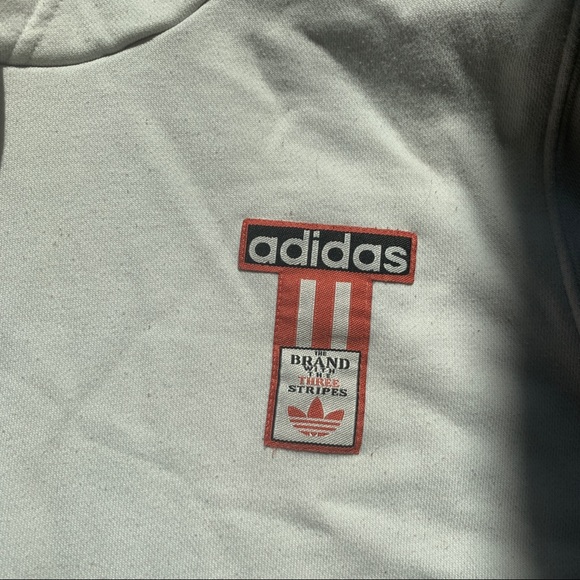 adidas
THE
BRAND
WITH
THE
THREE
STRIPES